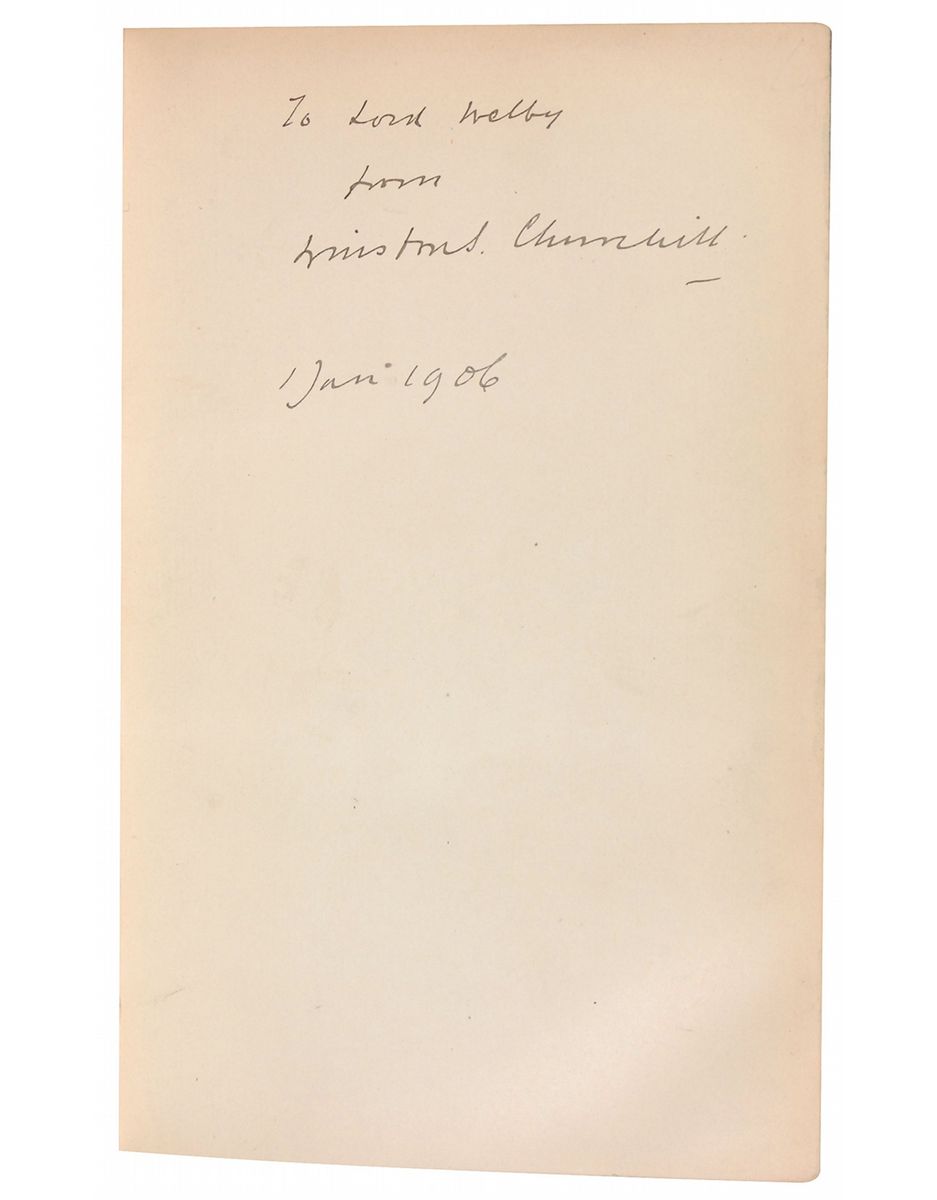 To Lord Welby
from
Winston S. Churchill.
1 Jan 1906